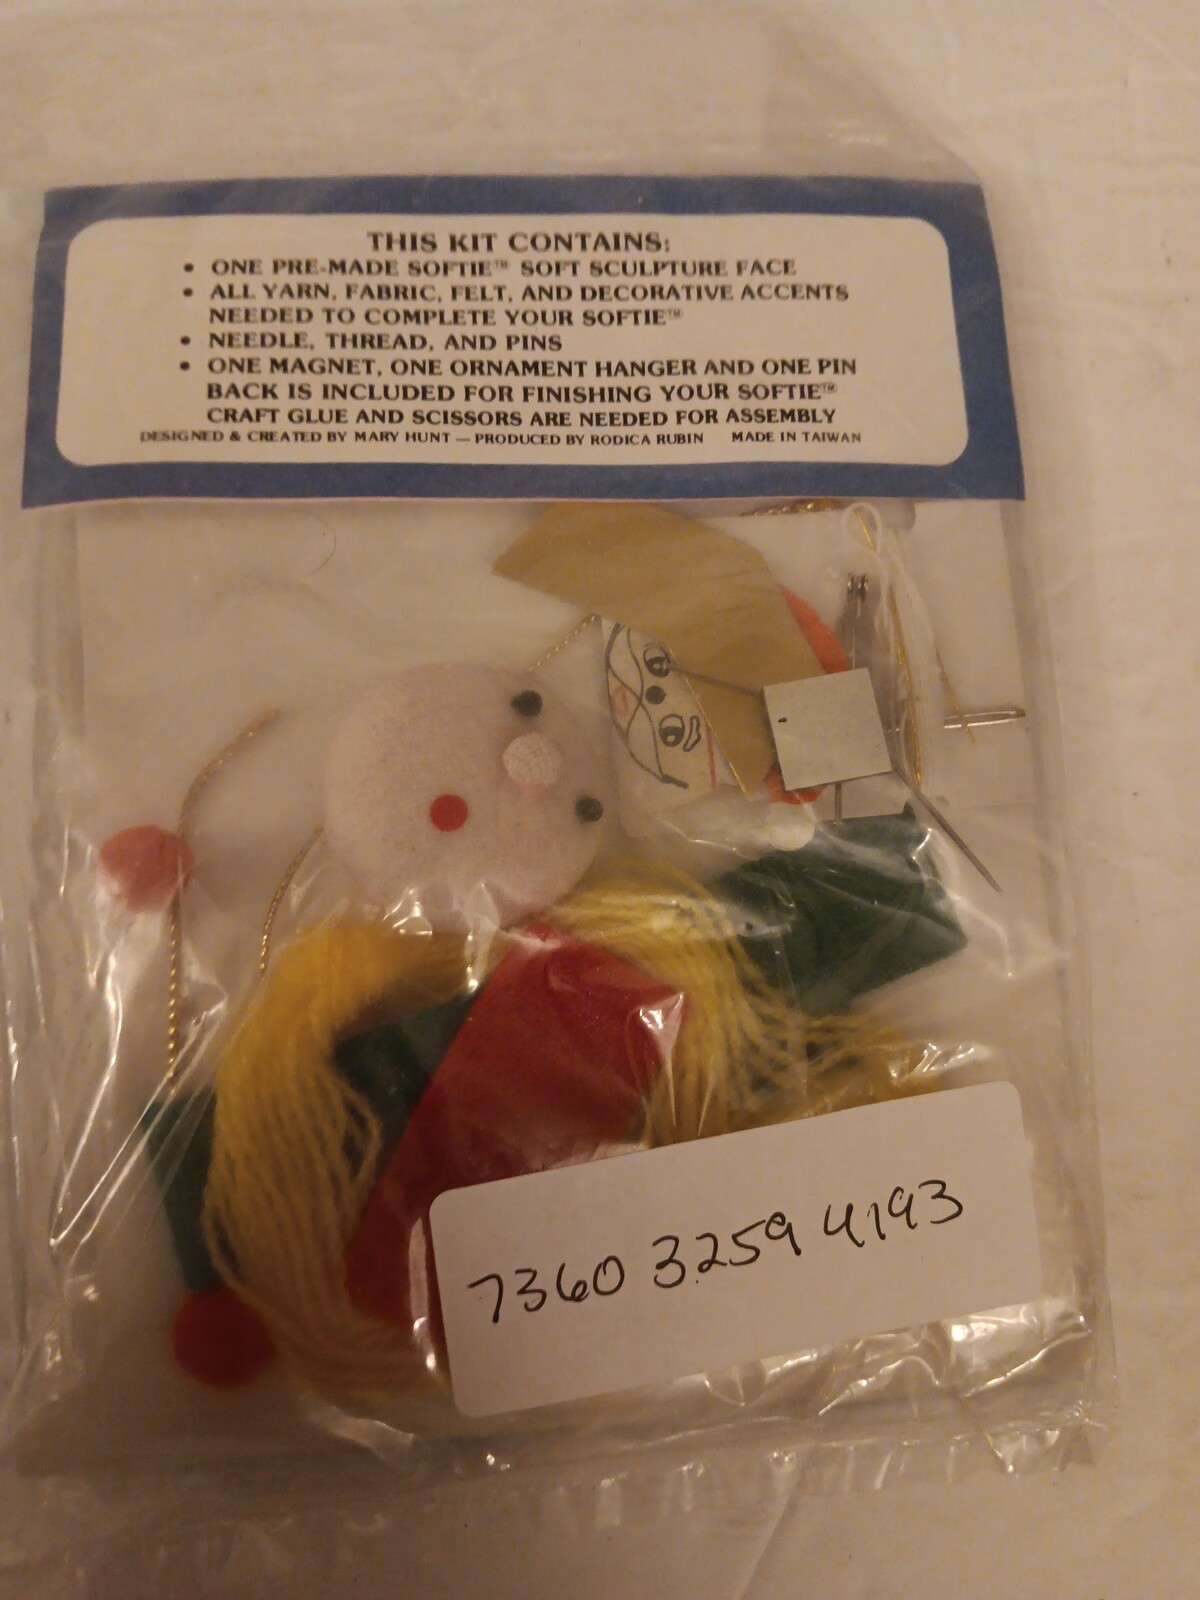 THIS KIT CONTAINS:
• ONE PRE-MADE SOFTIE™ SOFT SCULPTURE FACE
• ALL YARN, FABRIC, FELT, AND DECORATIVE ACCENTS
NEEDED TO COMPLETE YOUR SOFTIE™
• NEEDLE, THREAD, AND PINS
• ONE MAGNET, ONE ORNAMENT HANGER AND ONE PIN
BACK IS INCLUDED FOR FINISHING YOUR SOFTIE™
CRAFT GLUE AND SCISSORS ARE NEEDED FOR ASSEMBLY
DESIGNED & CREATED BY MARY HUNT — PRODUCED BY RODICA RUBIN MADE IN TAIWAN
7360 3259 4193